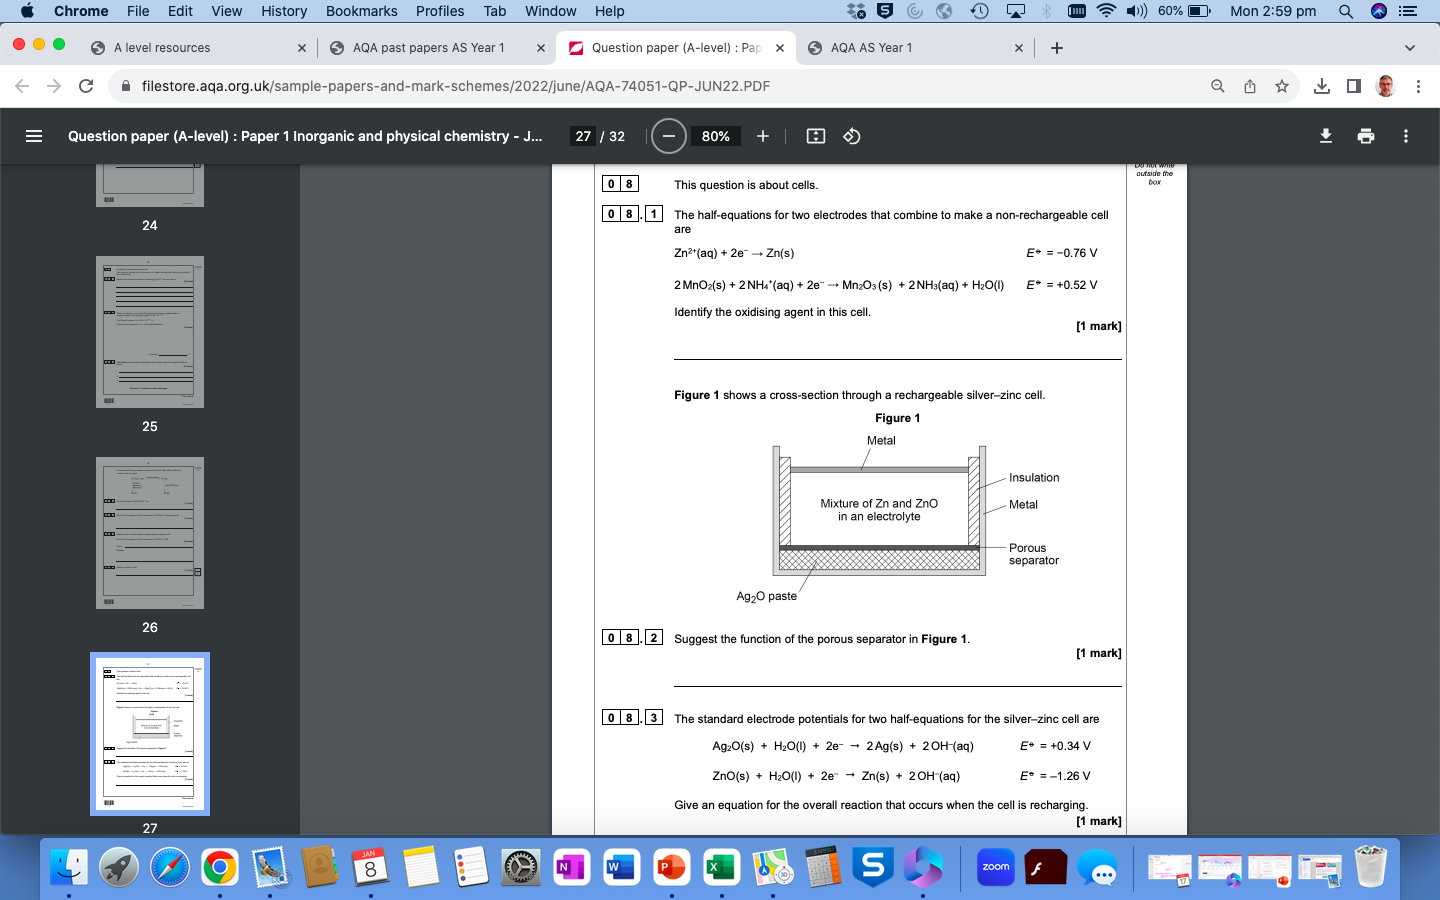 Chrome File Edit View History Bookmarks Profiles Tab Window Help 60% Mon 2:59 pm
A level resources AQA past papers AS Year 1 Question paper (A-level) : Pap AQA AS Year 1
filestore.aqa.org.uk/sample-papers-and-mark-schemes/2022/june/AQA-74051-QP-JUN22.PDF
Question paper (A-level) : Paper 1 Inorganic and physical chemistry - J... 27 / 32 80%
24
25
26
27
Do not write
outside the
box
0 8 This question is about cells.
0 8 . 1 The half-equations for two electrodes that combine to make a non-rechargeable cell
are
Zn²⁺(aq) + 2e⁻ → Zn(s) E⦵ = −0.76 V
2 MnO₂(s) + 2 NH₄⁺(aq) + 2e⁻ → Mn₂O₃ (s) + 2 NH₃(aq) + H₂O(l) E⦵ = +0.52 V
Identify the oxidising agent in this cell.
[1 mark]
Figure 1 shows a cross-section through a rechargeable silver–zinc cell.
Figure 1
Metal
Insulation
Mixture of Zn and ZnO
in an electrolyte
Metal
Porous
separator
Ag₂O paste
0 8 . 2 Suggest the function of the porous separator in Figure 1.
[1 mark]
0 8 . 3 The standard electrode potentials for two half-equations for the silver–zinc cell are
Ag₂O(s) + H₂O(l) + 2e⁻ → 2 Ag(s) + 2 OH⁻(aq) E⦵ = +0.34 V
ZnO(s) + H₂O(l) + 2e⁻ → Zn(s) + 2 OH⁻(aq) E⦵ = –1.26 V
Give an equation for the overall reaction that occurs when the cell is recharging.
[1 mark]
JAN
8
zoom
17